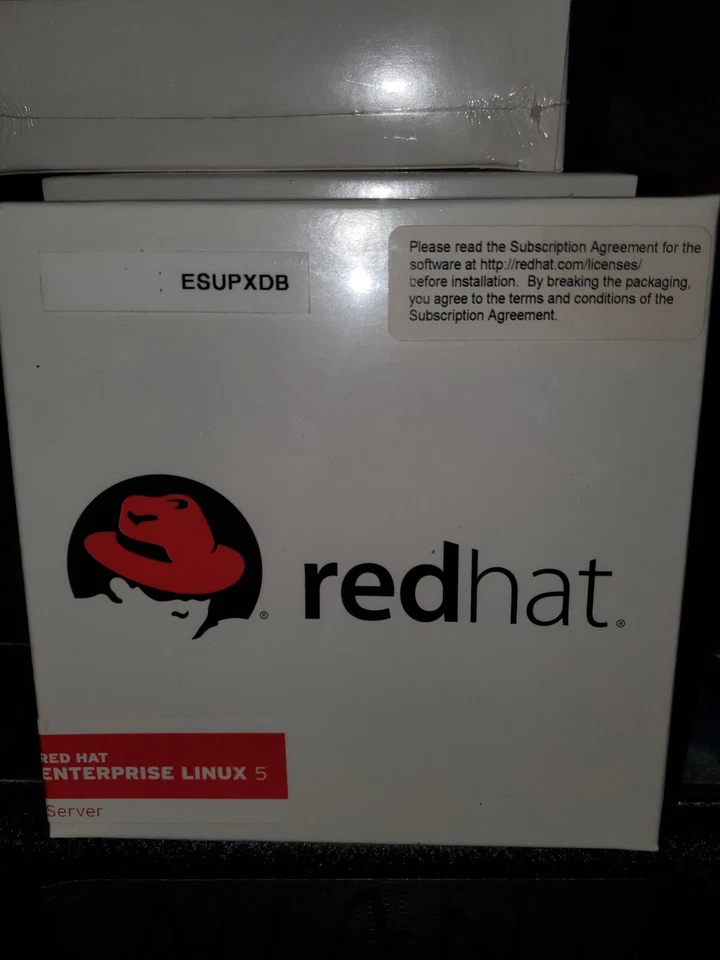 ESUPXDB
Please read the Subscription Agreement for the
software at http://redhat.com/licenses/
before installation. By breaking the packaging,
you agree to the terms and conditions of the
Subscription Agreement.
®
redhat®
RED HAT
ENTERPRISE LINUX 5
Server